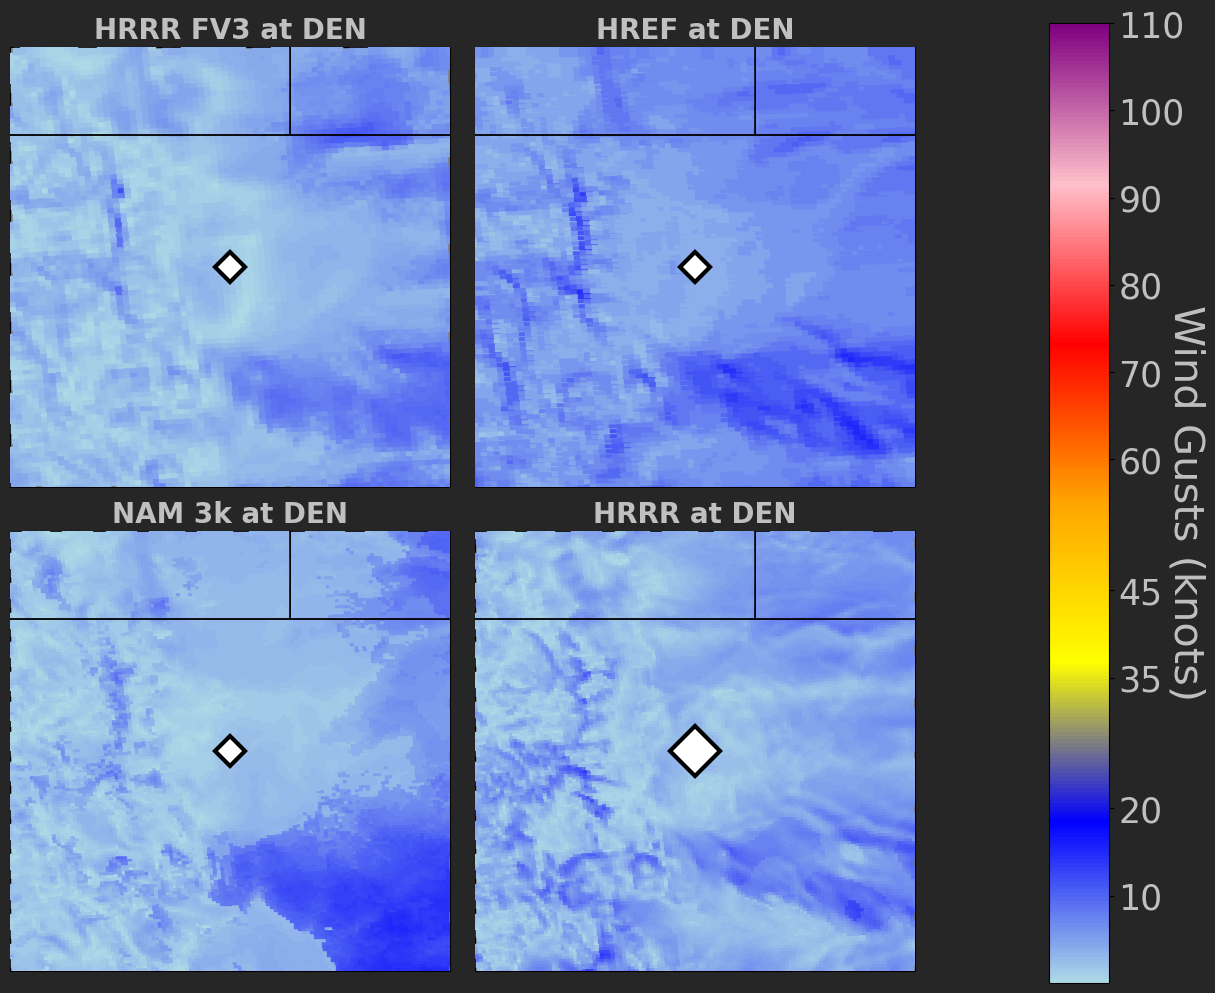 HRRR FV3 at DEN
HREF at DEN
NAM 3k at DEN
HRRR at DEN
110
100
90
80
70
60
45
35
20
10
Wind Gusts (knots)